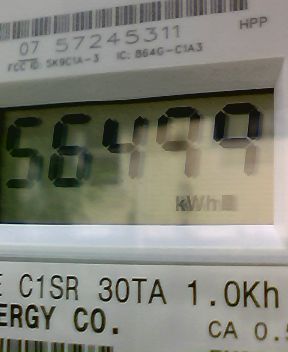 07 57245311
HPP
FCC ID: SK9C1A-3 IC: 864G-C1A3
56499
kWh
E C1SR 30TA 1.0Kh
ERGY CO.
CA 0.5